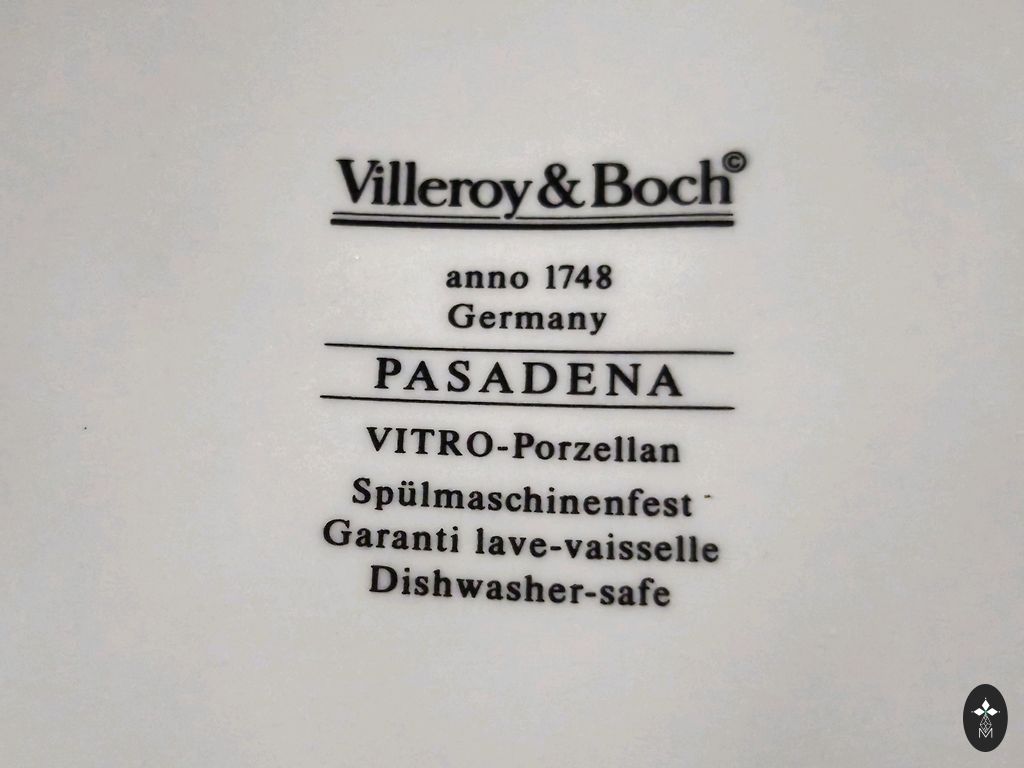 Villeroy & Boch©
anno 1748
Germany
PASADENA
VITRO-Porzellan
Spülmaschinenfest
Garanti lave-vaisselle
Dishwasher-safe
M